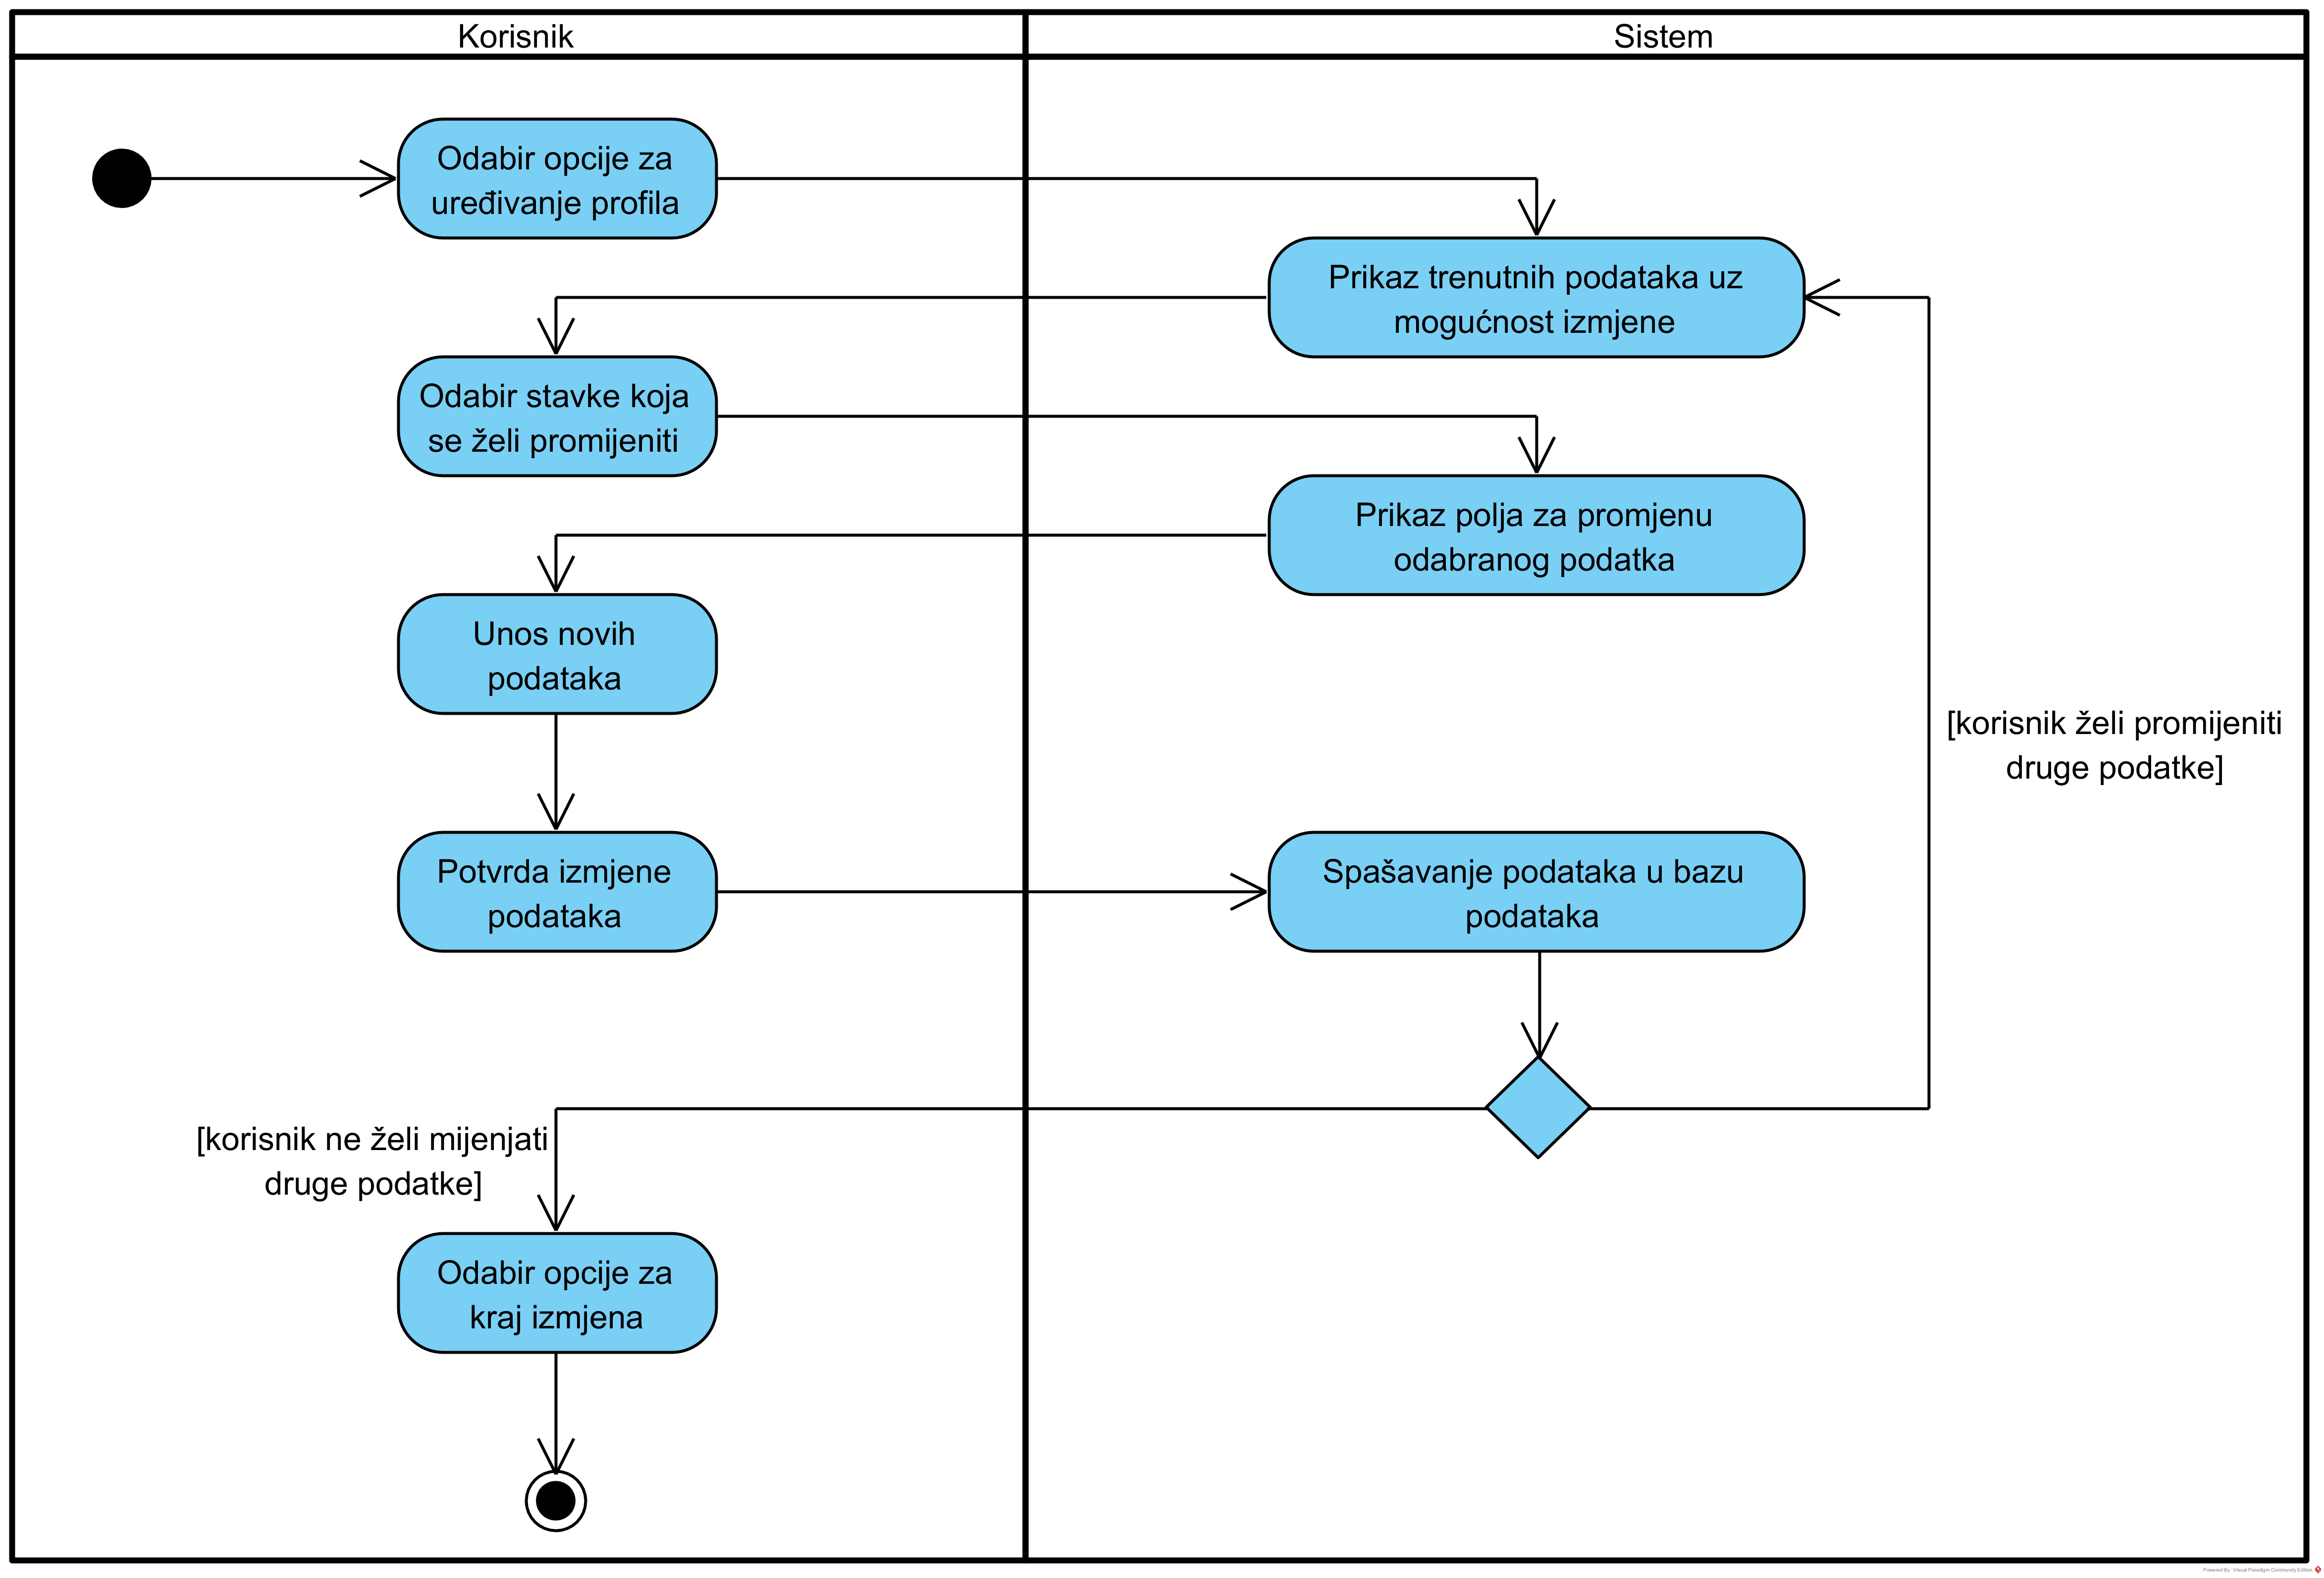 Korisnik
Sistem
Odabir opcije za
uređivanje profila
Prikaz trenutnih podataka uz
mogućnost izmjene
Odabir stavke koja
se želi promijeniti
Prikaz polja za promjenu
odabranog podatka
Unos novih
podataka
[korisnik želi promijeniti
druge podatke]
Potvrda izmjene
podataka
Spašavanje podataka u bazu
podataka
[korisnik ne želi mijenjati
druge podatke]
Odabir opcije za
kraj izmjena
Powered By Visual Paradigm Community Edition